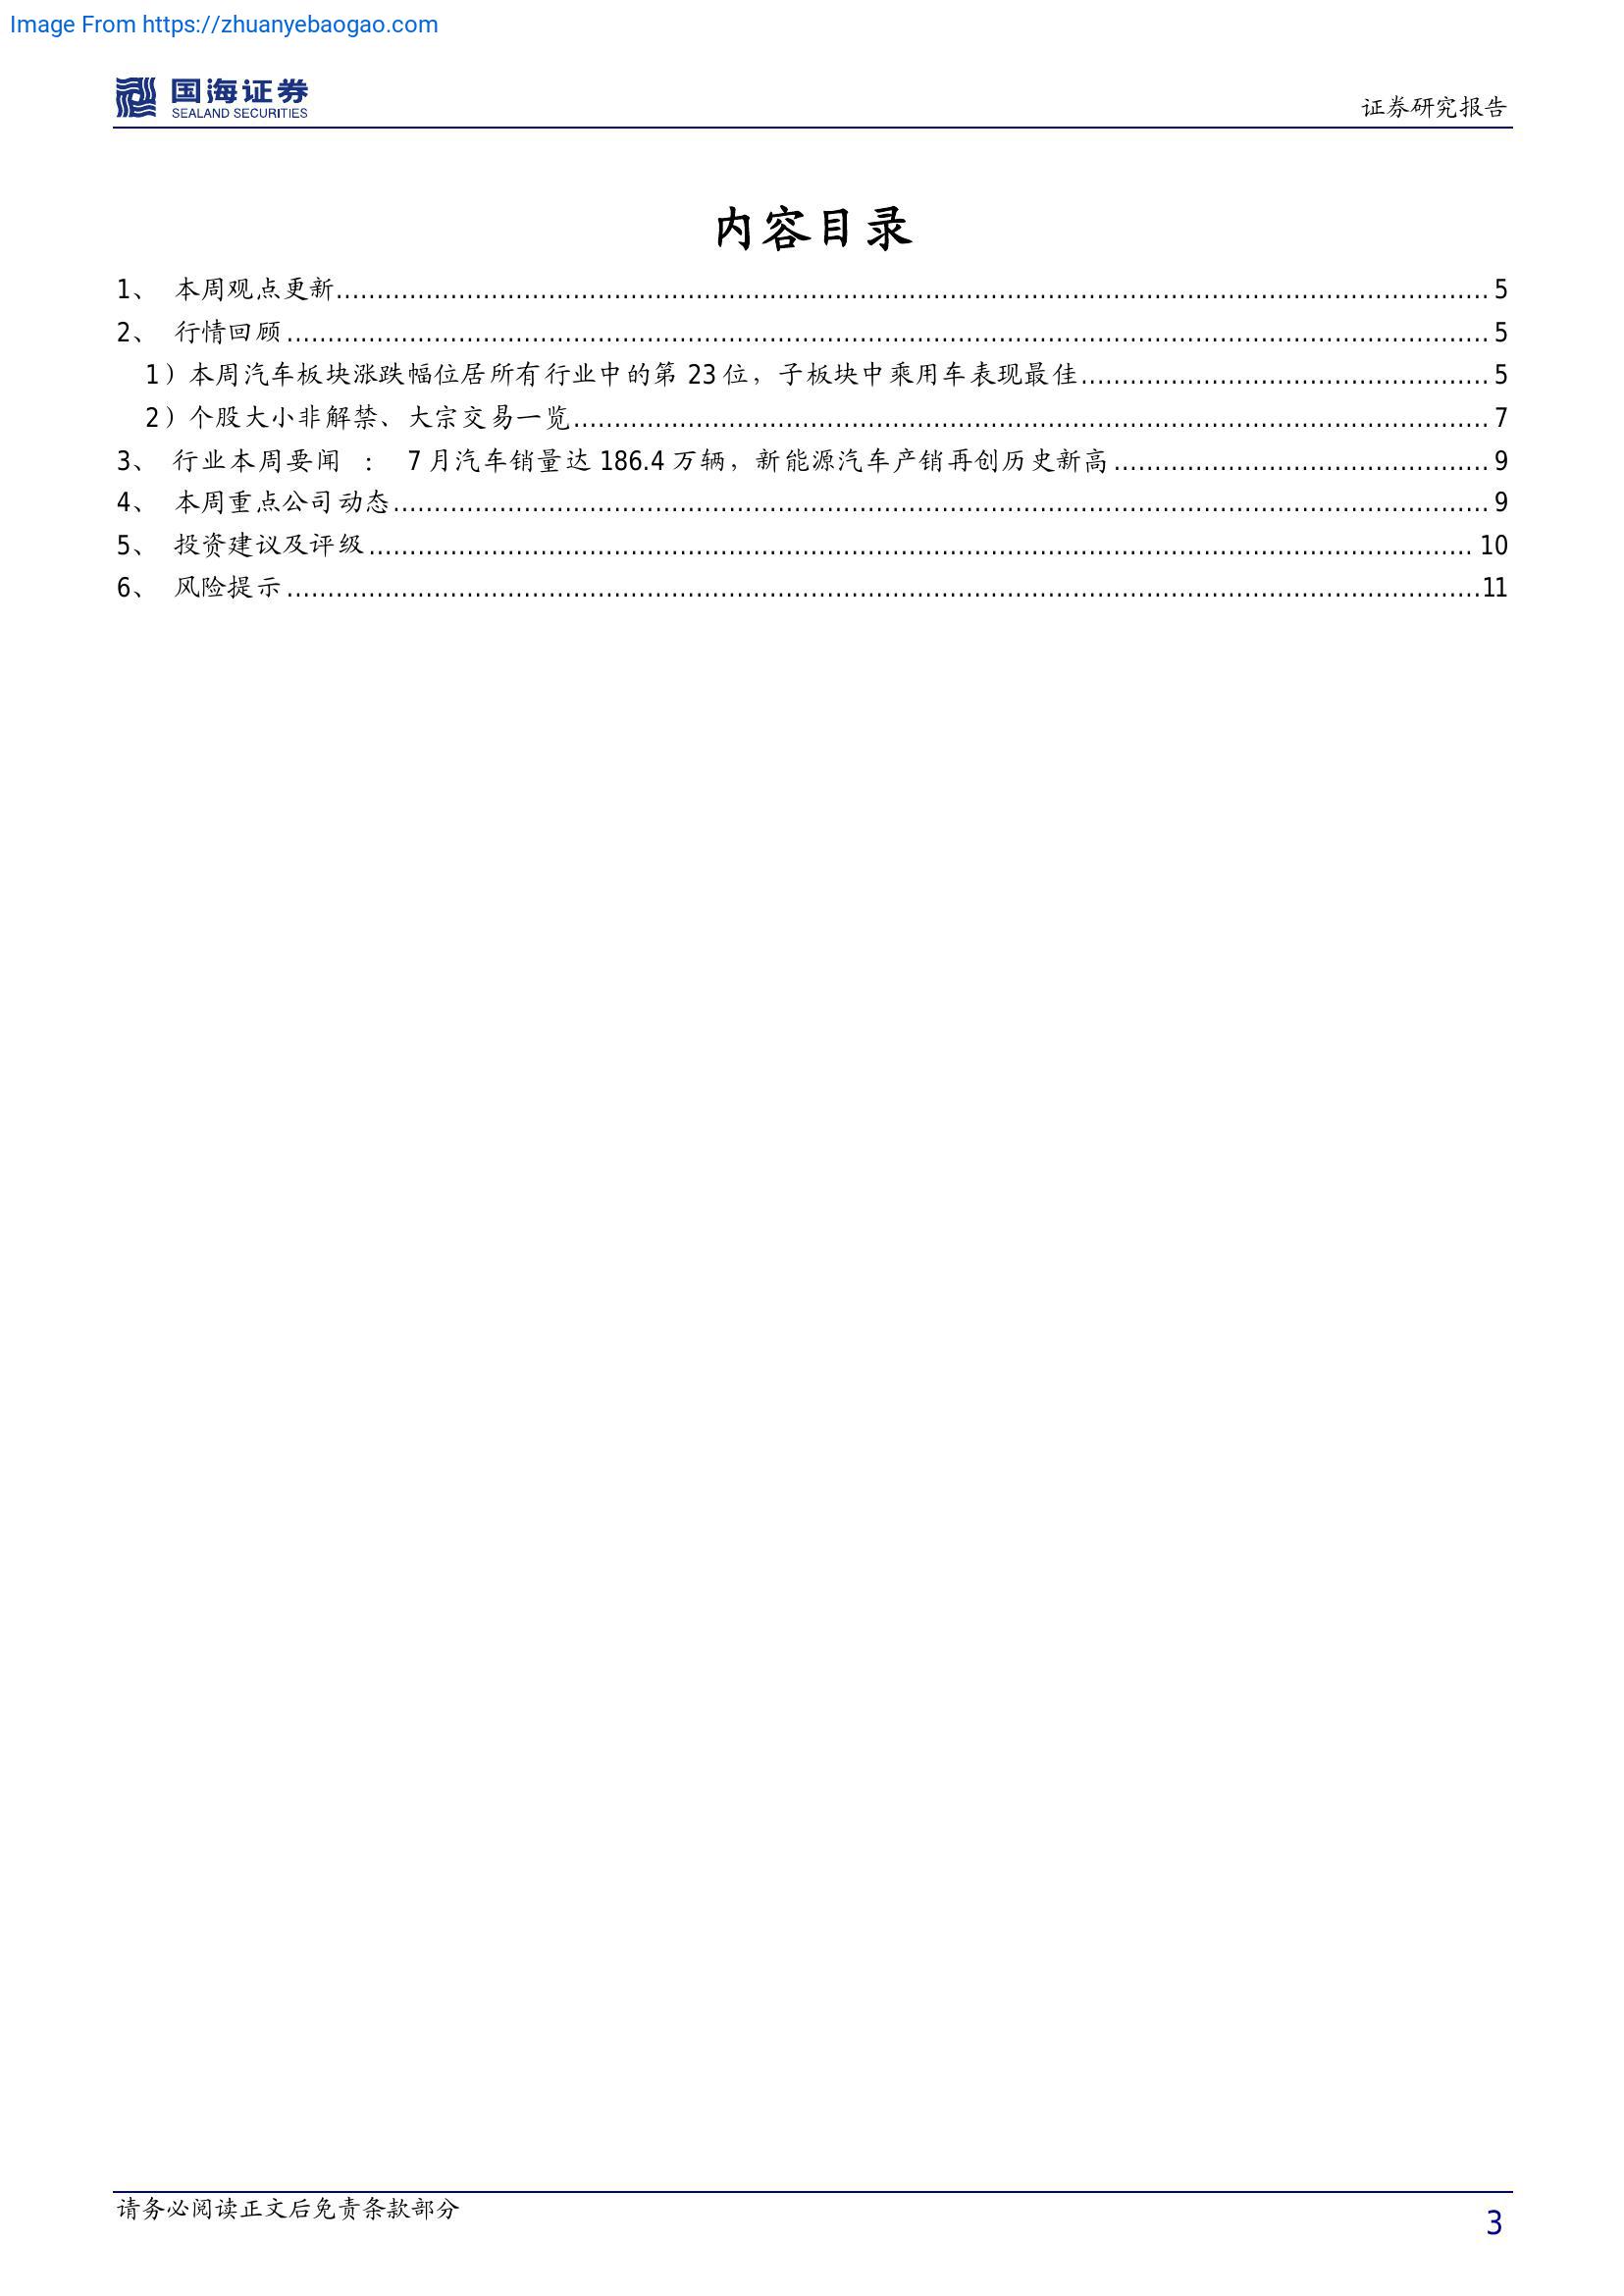 Image From https://zhuanyebaogao.com
国海证券
SEALAND SECURITIES
证券研究报告
内容目录
1、 本周观点更新 5
2、 行情回顾 5
1）本周汽车板块涨跌幅位居所有行业中的第 23 位，子板块中乘用车表现最佳 5
2）个股大小非解禁、大宗交易一览 7
3、 行业本周要闻 ： 7 月汽车销量达 186.4 万辆，新能源汽车产销再创历史新高 9
4、 本周重点公司动态 9
5、 投资建议及评级 10
6、 风险提示 11
请务必阅读正文后免责条款部分
3